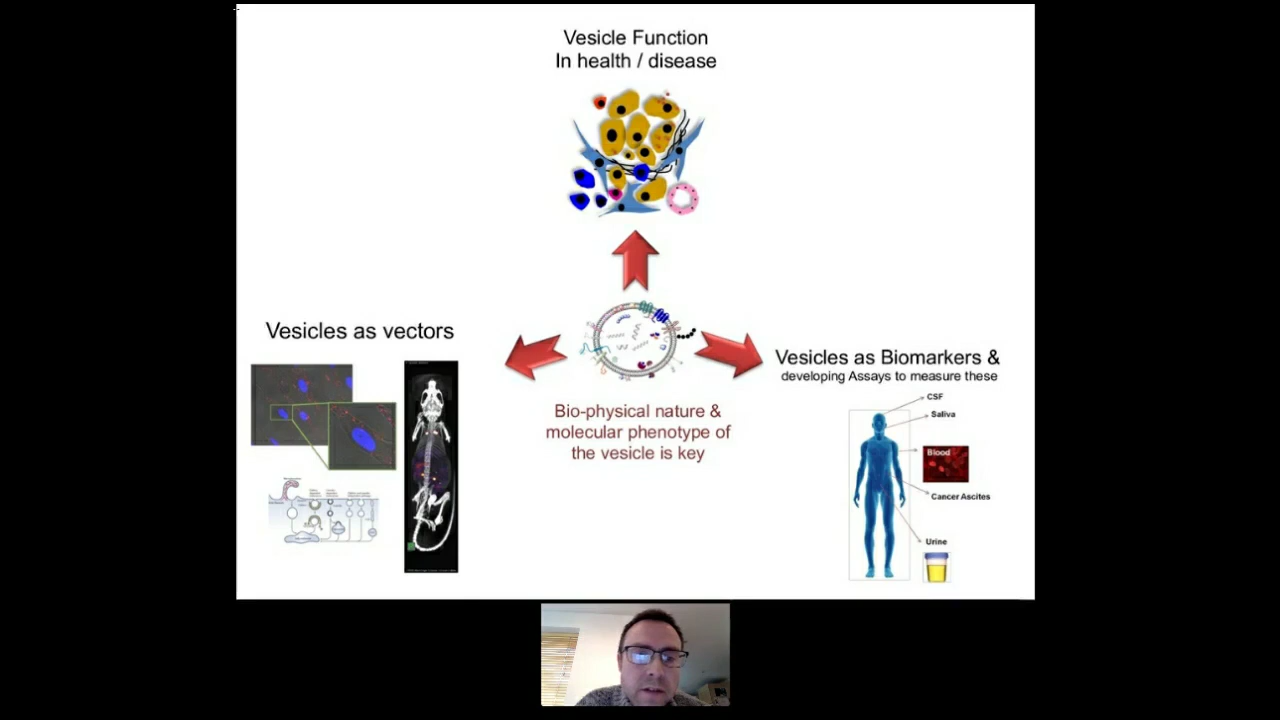 Vesicle Function
In health / disease
Vesicles as vectors
Vesicles as Biomarkers &
developing Assays to measure these
Bio-physical nature &
molecular phenotype of
the vesicle is key
CSF
Saliva
Blood
Cancer Ascites
Urine